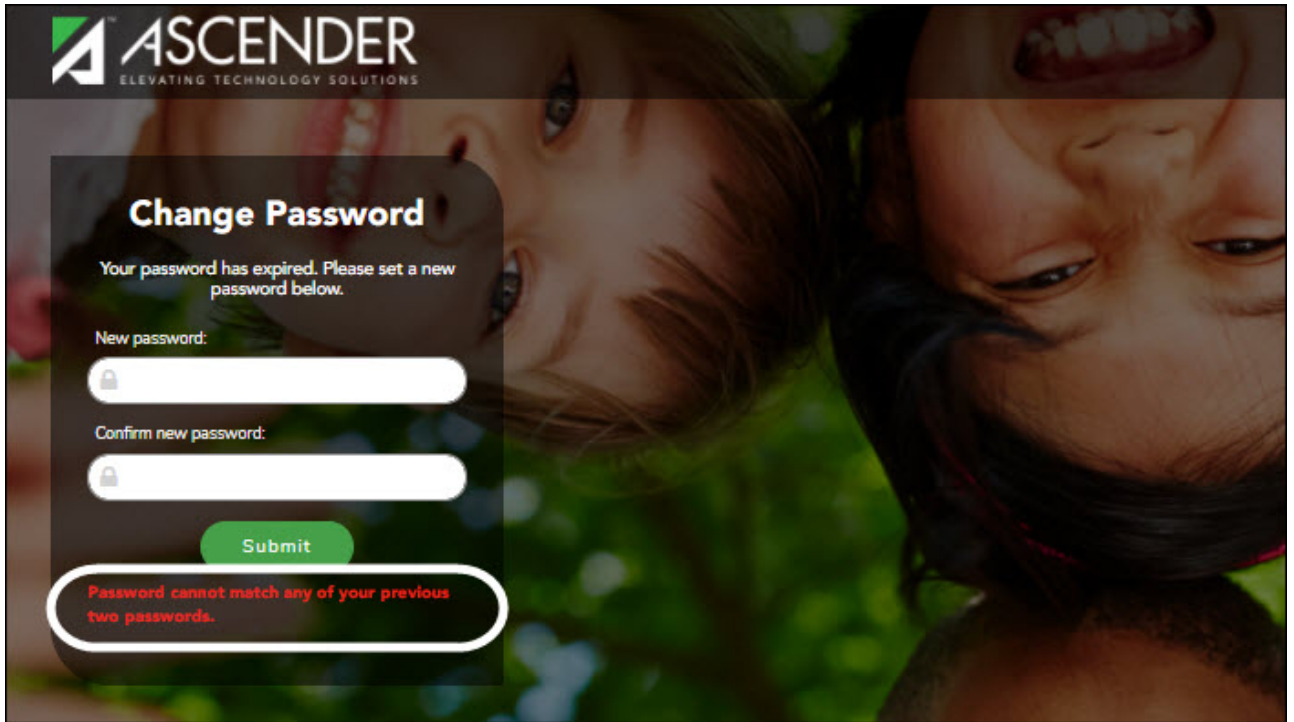 ASCENDER
ELEVATING TECHNOLOGY SOLUTIONS
Change Password
Your password has expired. Please set a new
password below.
New password:
Confirm new password:
Submit
Password cannot match any of your previous
two passwords.